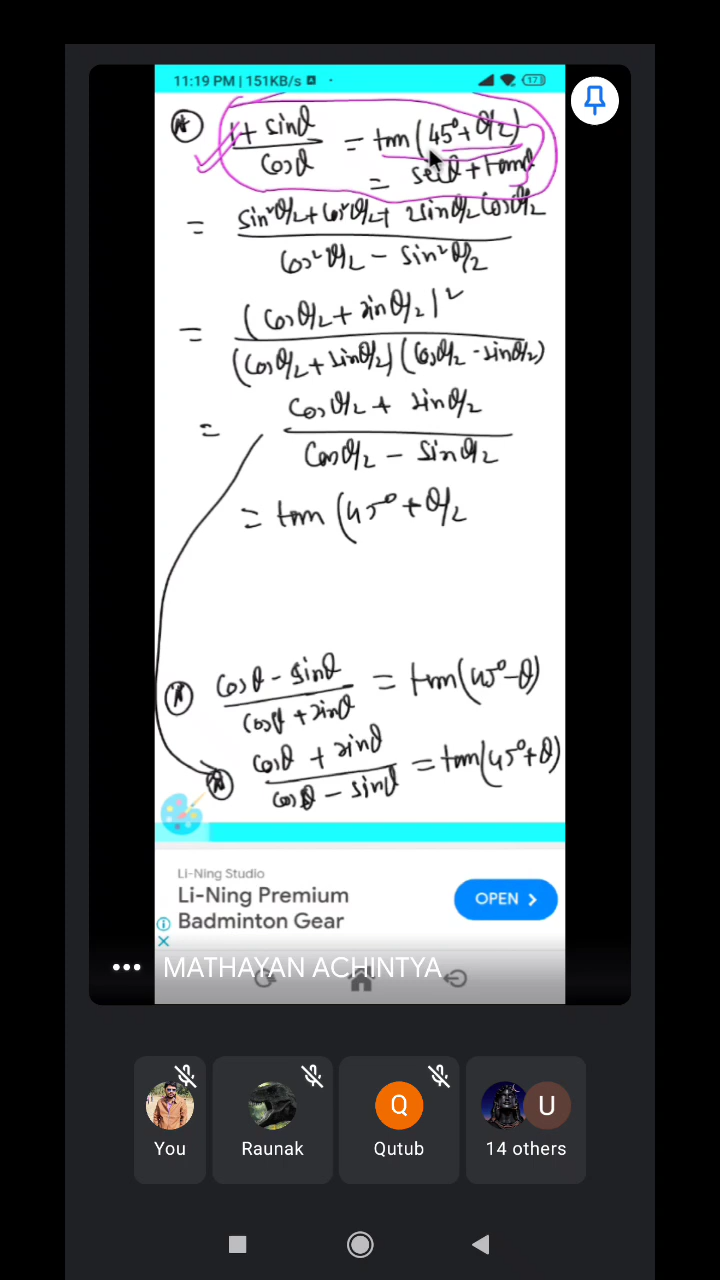 11:19 PM | 151KB/s
173
(1 + sinθ)/cosθ = tan(45° + θ/2)
= secθ + tanθ
= (sin²θ/2 + cos²θ/2 + 2sinθ/2 cosθ/2)/(cos²θ/2 − sin²θ/2)
= (cosθ/2 + sinθ/2)²/((cosθ/2 + sinθ/2)(cosθ/2 - sinθ/2))
= (cosθ/2 + sinθ/2)/(cosθ/2 − sinθ/2)
= tan(45° + θ/2
(cosθ - sinθ)/(cosθ + sinθ) = tan(45° - θ)
(cosθ + sinθ)/(cosθ − sinθ) = tan(45° + θ)
Li-Ning Studio
Li-Ning Premium
Badminton Gear
OPEN
MATHAYAN ACHINTYA
Q
U
You
Raunak
Qutub
14 others